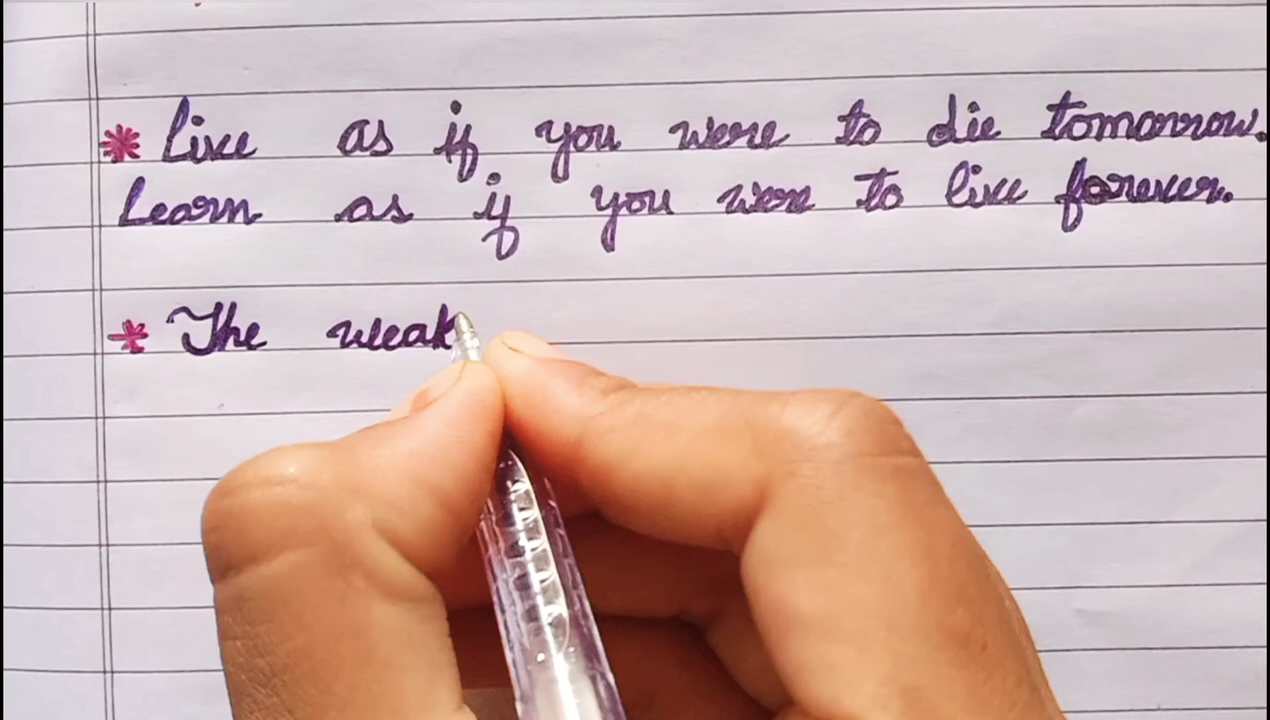 Live as if you were to die tomorrow.
Learn as if you were to live forever.
The weak